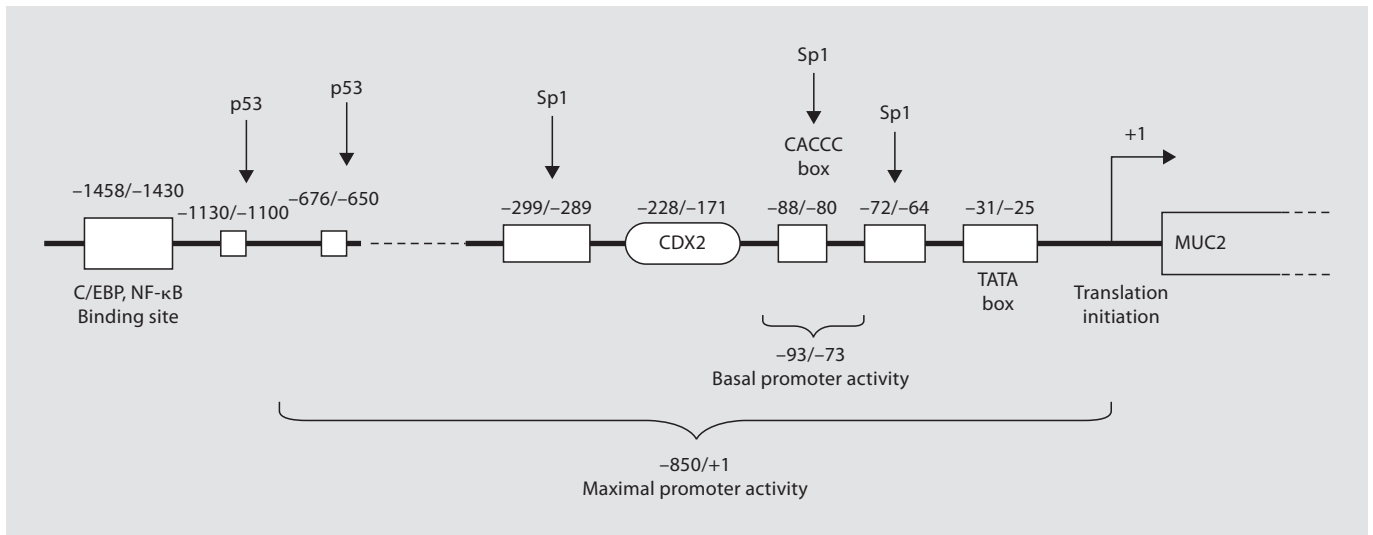 Sp1
p53
p53
Sp1
Sp1
CACCC
box
+1
–1458/–1430
–1130/–1100
–676/–650
–299/–289
–228/–171
–88/–80
–72/–64
–31/–25
CDX2
MUC2
C/EBP, NF-κB
Binding site
TATA
box
Translation
initiation
–93/–73
Basal promoter activity
–850/+1
Maximal promoter activity